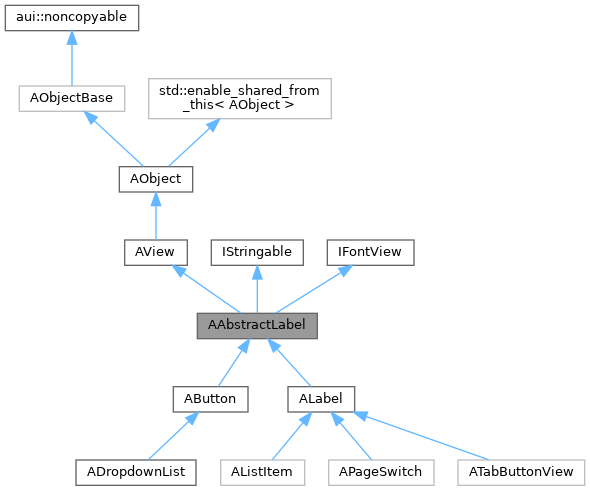 aui::noncopyable
AObjectBase
std::enable_shared_from
_this< AObject >
AObject
AView
IStringable
IFontView
AAbstractLabel
AButton
ALabel
ADropdownList
AListItem
APageSwitch
ATabButtonView